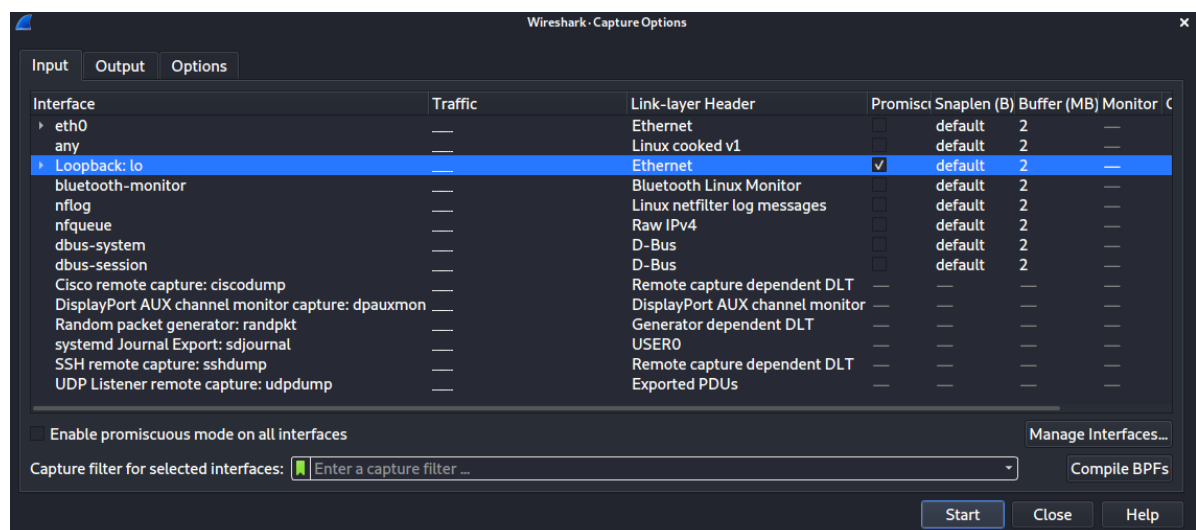 Wireshark · Capture Options
Input Output Options
Interface Traffic Link-layer Header Promisc Snaplen (B) Buffer (MB) Monitor C
eth0 Ethernet default 2 —
any Linux cooked v1 default 2 —
Loopback: lo Ethernet default 2 —
bluetooth-monitor Bluetooth Linux Monitor default 2 —
nflog Linux netfilter log messages default 2 —
nfqueue Raw IPv4 default 2 —
dbus-system D-Bus default 2 —
dbus-session D-Bus default 2 —
Cisco remote capture: ciscodump Remote capture dependent DLT — — — —
DisplayPort AUX channel monitor capture: dpauxmon DisplayPort AUX channel monitor — — — —
Random packet generator: randpkt Generator dependent DLT — — — —
systemd Journal Export: sdjournal USER0 — — — —
SSH remote capture: sshdump Remote capture dependent DLT — — — —
UDP Listener remote capture: udpdump Exported PDUs — — — —
Enable promiscuous mode on all interfaces Manage Interfaces...
Capture filter for selected interfaces: Enter a capture filter ... Compile BPFs
Start Close Help